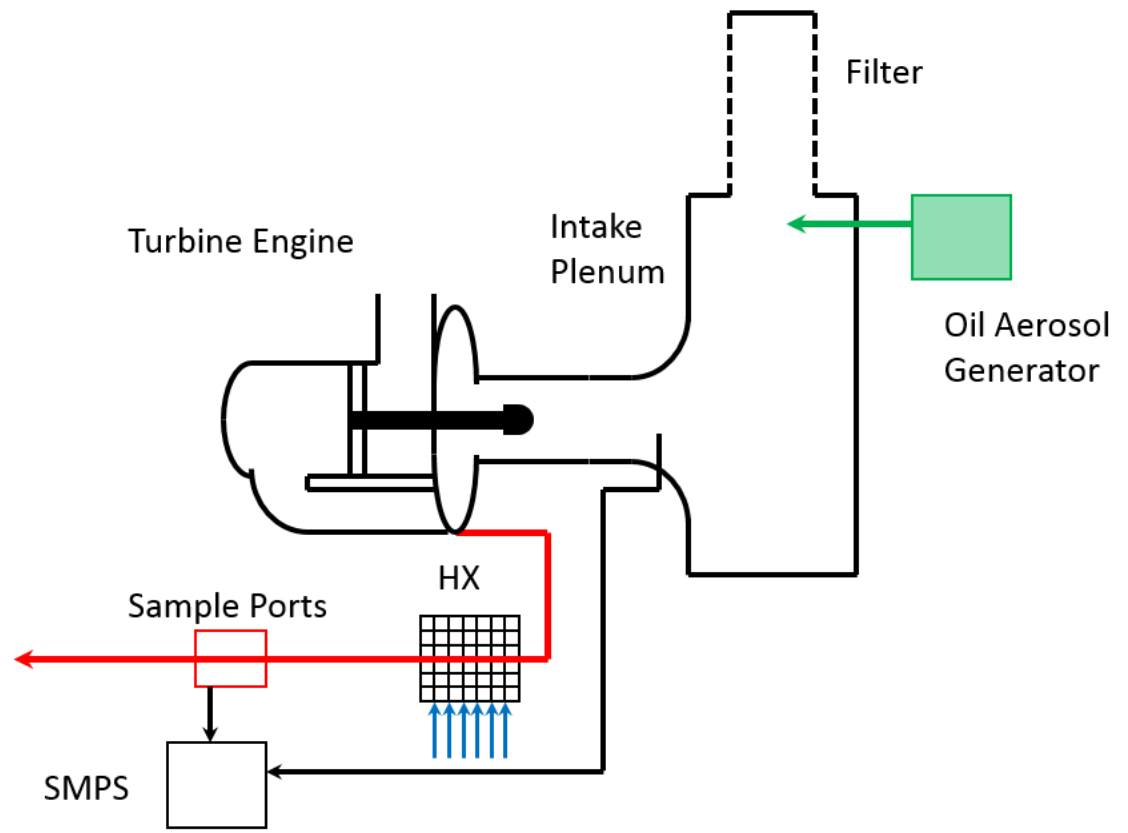 Filter
Turbine Engine
Intake
Plenum
Oil Aerosol
Generator
HX
Sample Ports
SMPS